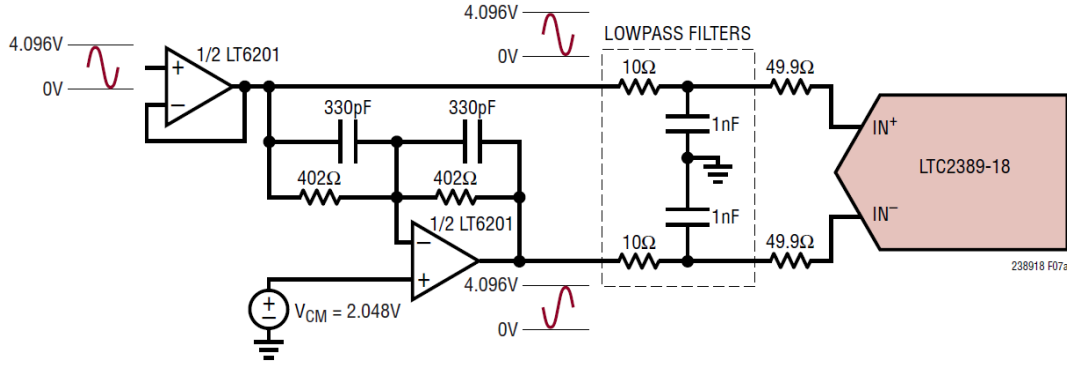 4.096V
0V
1/2 LT6201
+
−
4.096V
0V
LOWPASS FILTERS
10Ω
49.9Ω
330pF
330pF
1nF
IN+
402Ω
402Ω
LTC2389-18
1/2 LT6201
1nF
IN−
−
+
10Ω
49.9Ω
238918 F07a
4.096V
0V
+
−
VCM = 2.048V